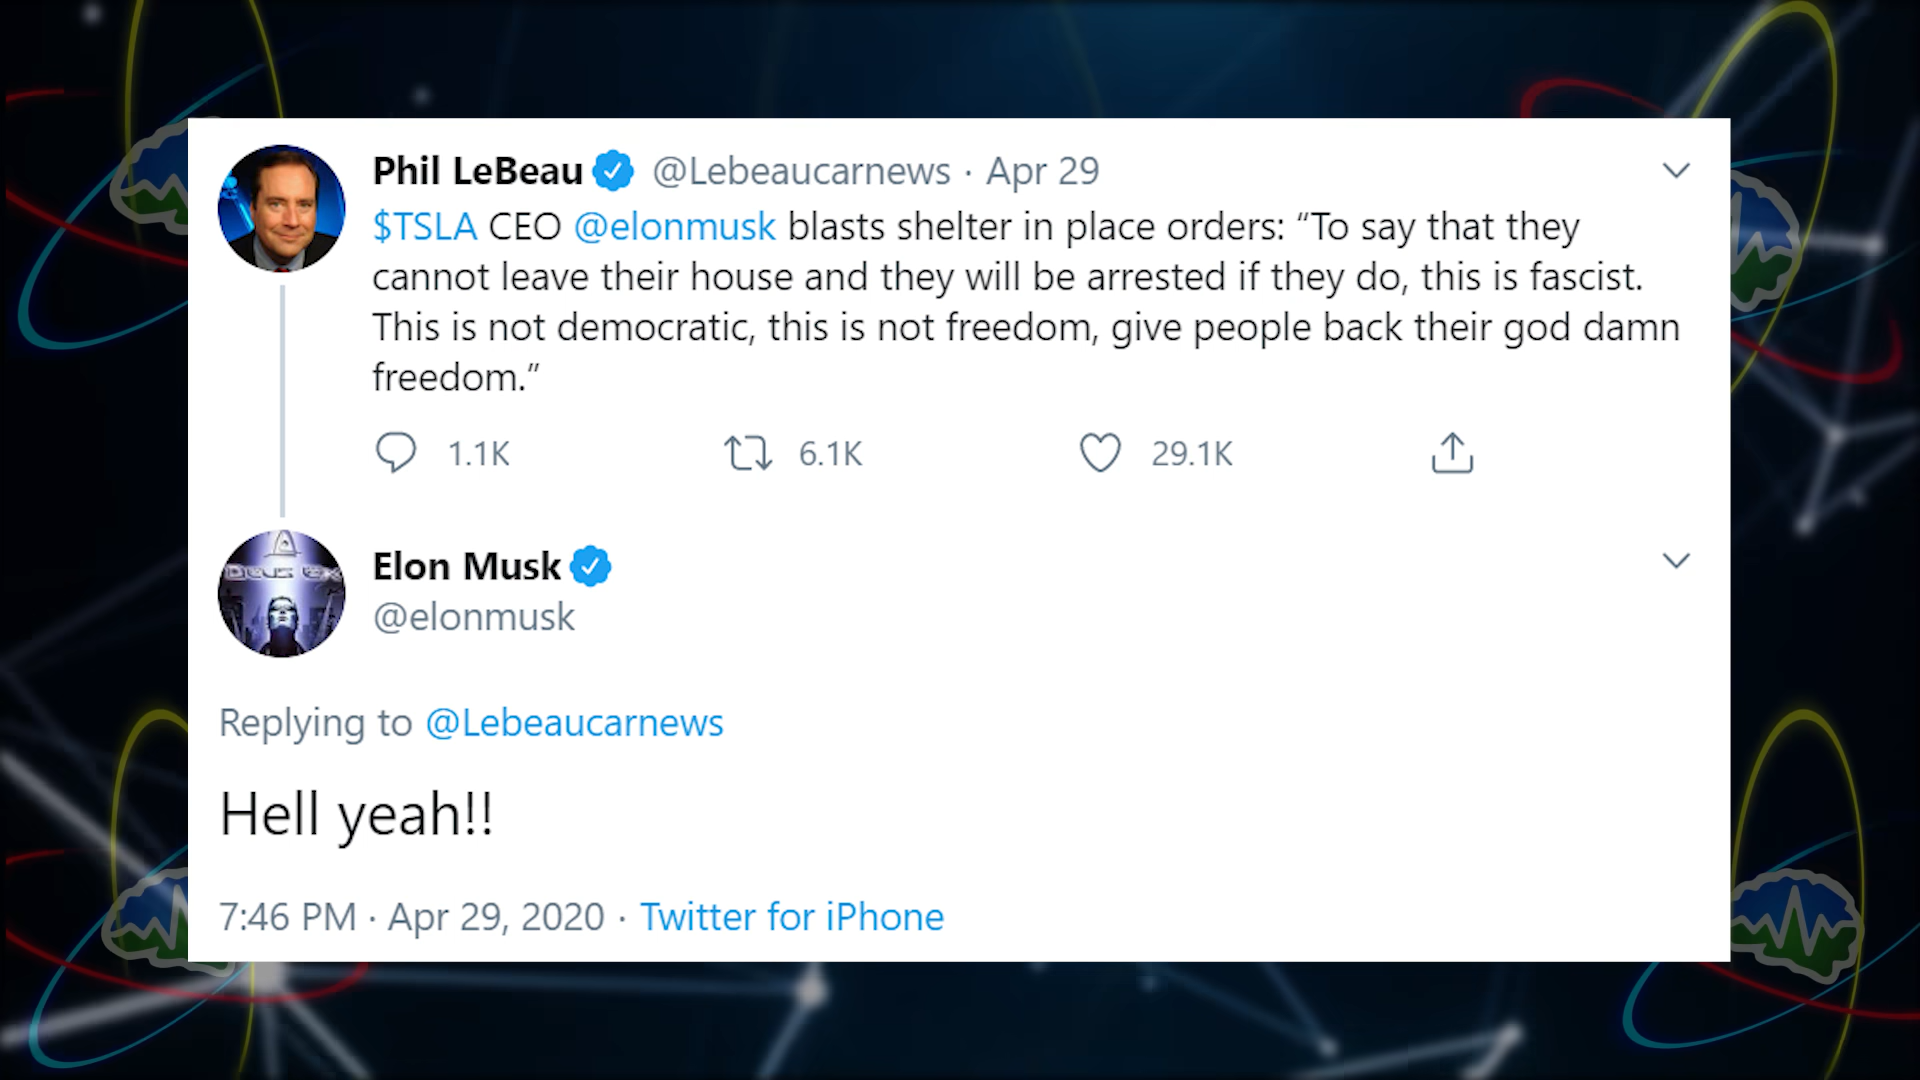 Phil LeBeau @Lebeaucarnews · Apr 29
$TSLA CEO @elonmusk blasts shelter in place orders: “To say that they
cannot leave their house and they will be arrested if they do, this is fascist.
This is not democratic, this is not freedom, give people back their god damn
freedom.”
1.1K 6.1K 29.1K
DEUS EX
Elon Musk
@elonmusk
Replying to @Lebeaucarnews
Hell yeah!!
7:46 PM · Apr 29, 2020 · Twitter for iPhone